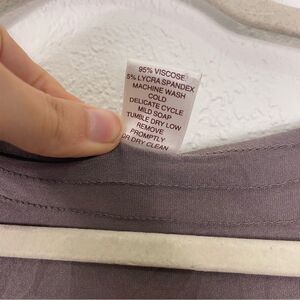 95% VISCOSE
5% LYCRA SPANDEX
MACHINE WASH
COLD
DELICATE CYCLE
MILD SOAP
TUMBLE DRY LOW
REMOVE
PROMPTLY
OR DRY CLEAN